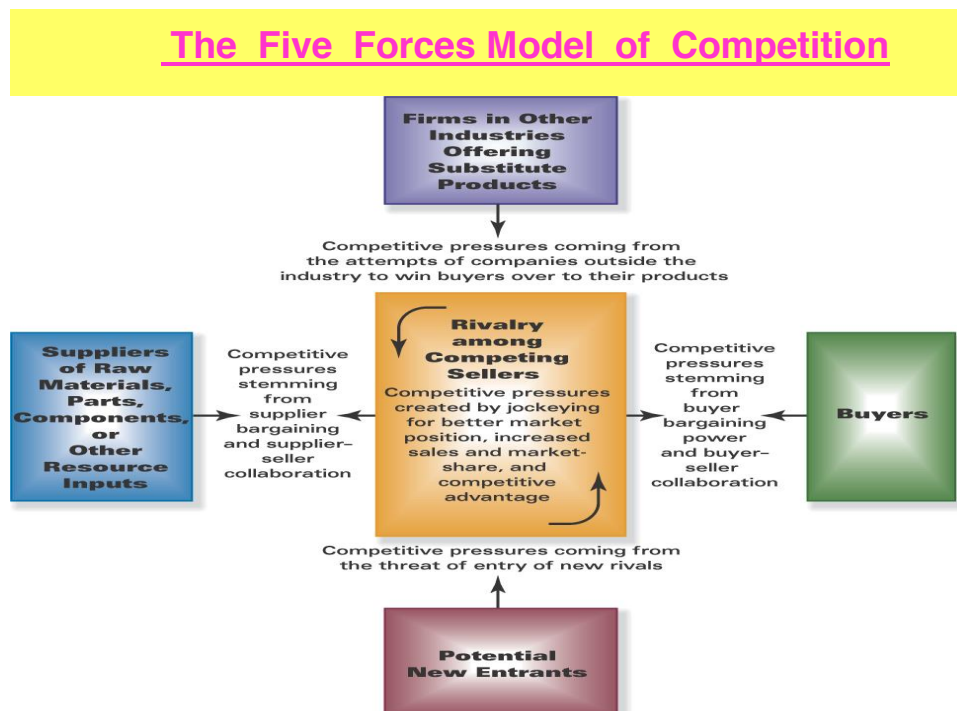 The Five Forces Model of Competition
Firms in Other
Industries
Offering
Substitute
Products
Competitive pressures coming from
the attempts of companies outside the
industry to win buyers over to their products
Suppliers
of Raw
Materials,
Parts,
Components,
or
Other
Resource
Inputs
Competitive
pressures
stemming
from
supplier
bargaining
and supplier–
seller
collaboration
Rivalry
among
Competing
Sellers
Competitive pressures
created by jockeying
for better market
position, increased
sales and market-
share, and
competitive
advantage
Competitive
pressures
stemming
from
buyer
bargaining
power
and buyer–
seller
collaboration
Buyers
Competitive pressures coming from
the threat of entry of new rivals
Potential
New Entrants